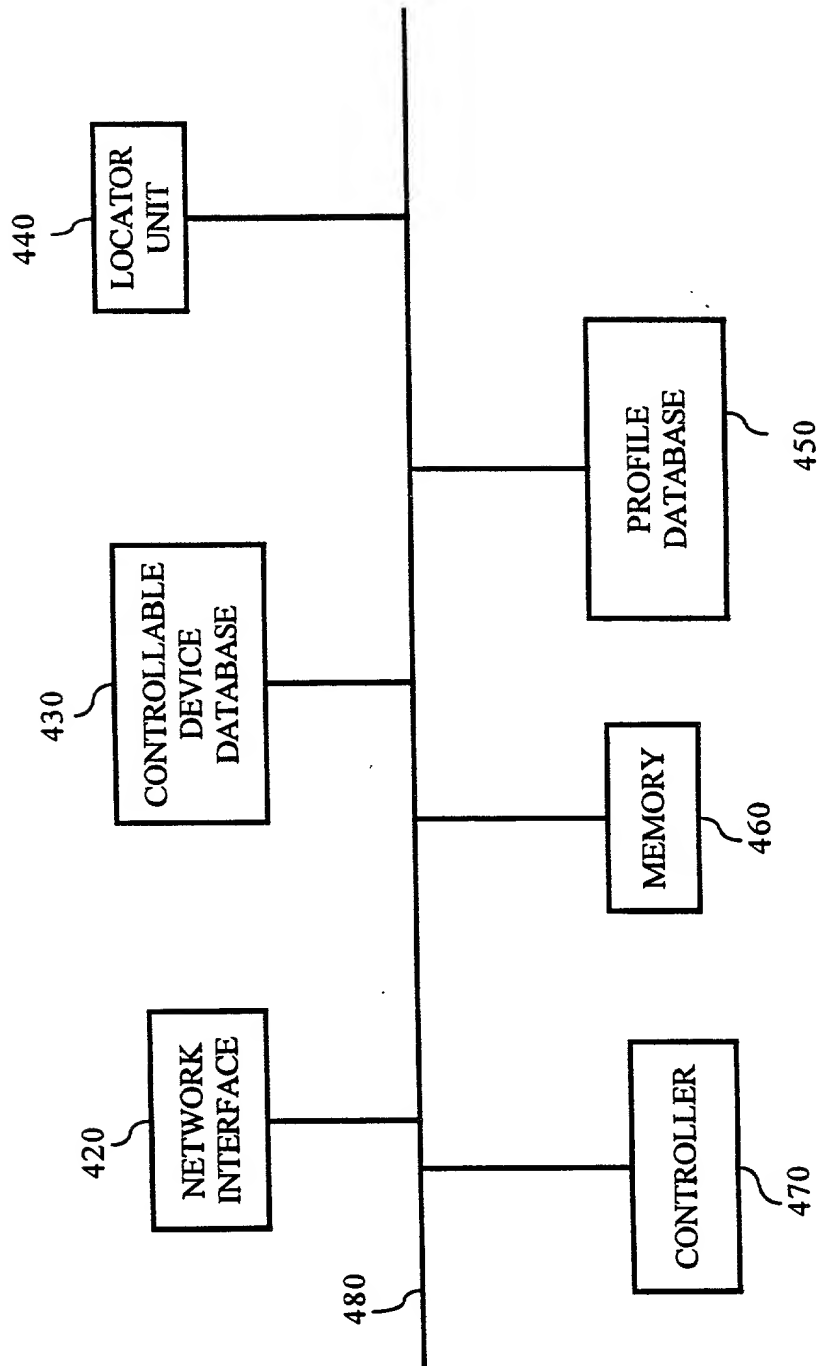 420
NETWORK
INTERFACE
430
CONTROLLABLE
DEVICE
DATABASE
440
LOCATOR
UNIT
480
CONTROLLER
470
MEMORY
460
PROFILE
DATABASE
450